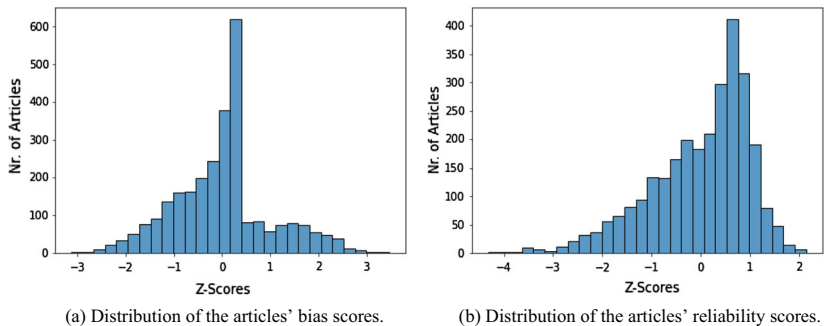 600
500
400
300
200
100
0
Nr. of Articles
−3 −2 −1 0 1 2 3
Z-Scores
(a) Distribution of the articles’ bias scores.
400
350
300
250
200
150
100
50
0
Nr. of Articles
−4 −3 −2 −1 0 1 2
Z-Scores
(b) Distribution of the articles’ reliability scores.